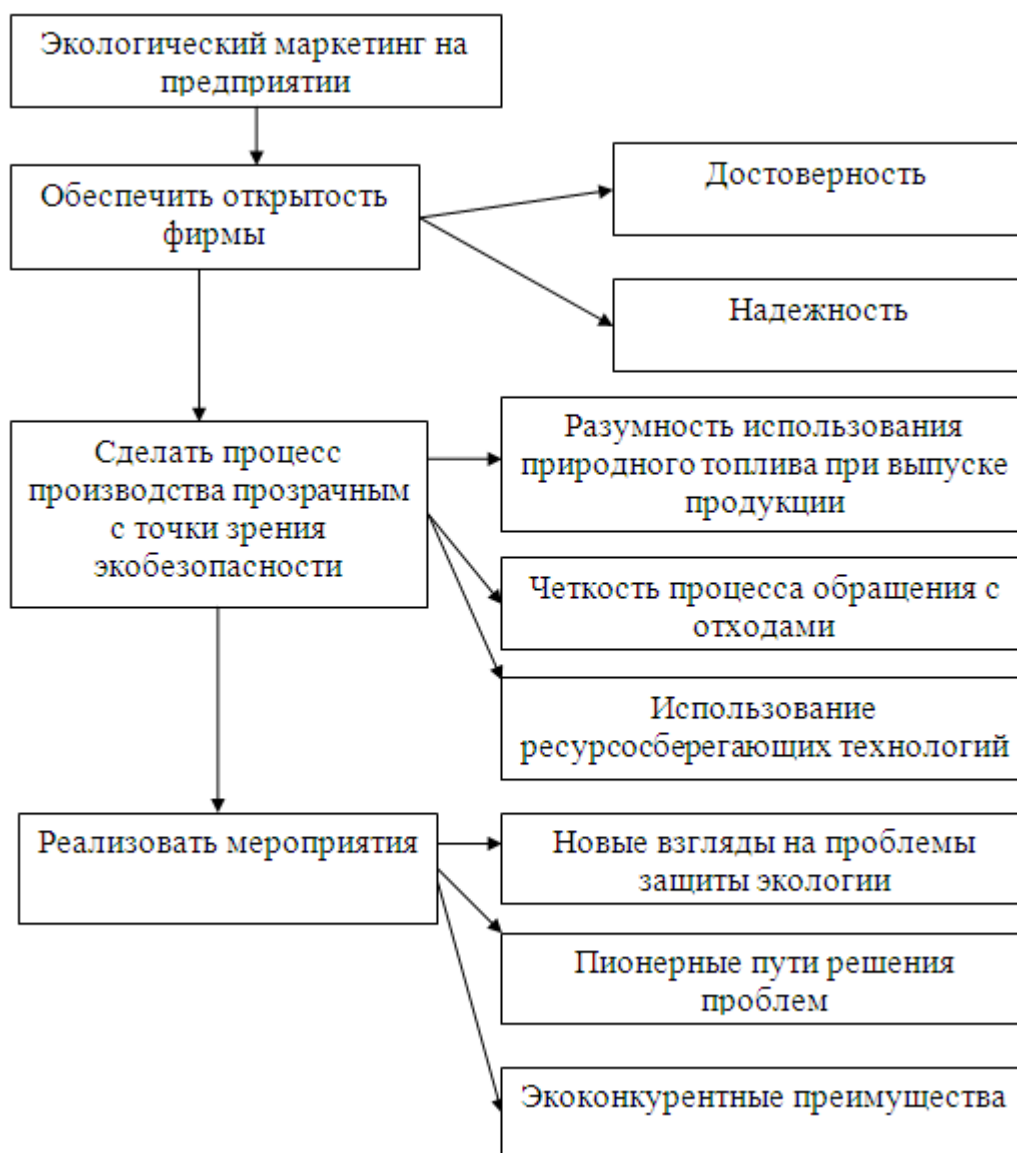 Экологический маркетинг на
предприятии
Обеспечить открытость
фирмы
Достоверность
Надежность
Сделать процесс
производства прозрачным
с точки зрения
экобезопасности
Разумность использования
природного топлива при выпуске
продукции
Четкость процесса обращения с
отходами
Использование
ресурсосберегающих технологий
Реализовать мероприятия
Новые взгляды на проблемы
защиты экологии
Пионерные пути решения
проблем
Экоконкурентные преимущества